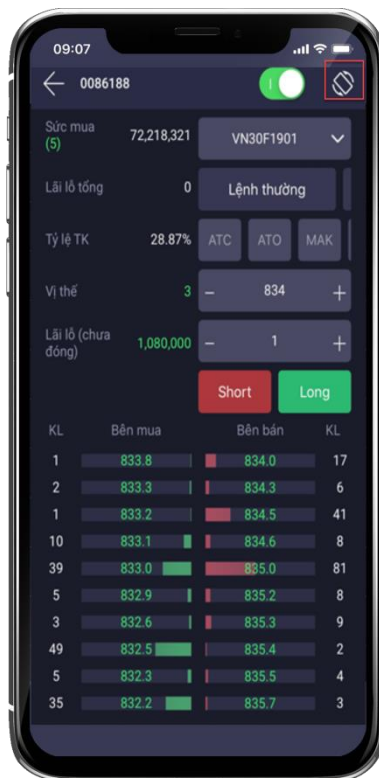 09:07
0086188
Sức mua
(5)
72,218,321
VN30F1901
Lãi lỗ tổng 0 Lệnh thường
Tỷ lệ TK 28.87% ATC ATO MAK
Vị thế 3 – 834 +
Lãi lỗ (chưa
đóng)
1,080,000 – 1 +
Short Long
KL Bên mua Bên bán KL
1 833.8 834.0 17
2 833.3 834.3 6
1 833.2 834.5 41
10 833.1 834.6 8
39 833.0 835.0 81
5 832.9 835.2 8
3 832.6 835.3 9
49 832.5 835.4 2
5 832.3 835.5 4
35 832.2 835.7 3